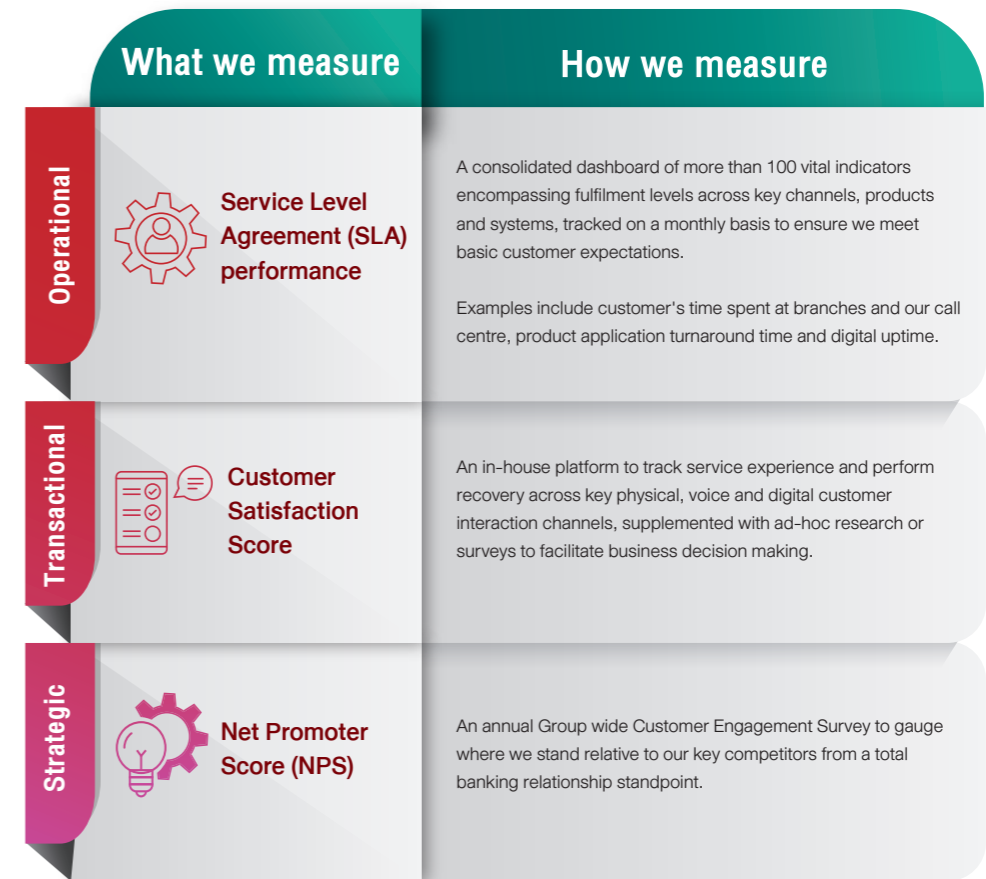 What we measure
How we measure
Operational
Service Level
Agreement (SLA)
performance
A consolidated dashboard of more than 100 vital indicators
encompassing fulfilment levels across key channels, products
and systems, tracked on a monthly basis to ensure we meet
basic customer expectations.
Examples include customer's time spent at branches and our call
centre, product application turnaround time and digital uptime.
Transactional
Customer
Satisfaction
Score
An in-house platform to track service experience and perform
recovery across key physical, voice and digital customer
interaction channels, supplemented with ad-hoc research or
surveys to facilitate business decision making.
Strategic
Net Promoter
Score (NPS)
An annual Group wide Customer Engagement Survey to gauge
where we stand relative to our key competitors from a total
banking relationship standpoint.